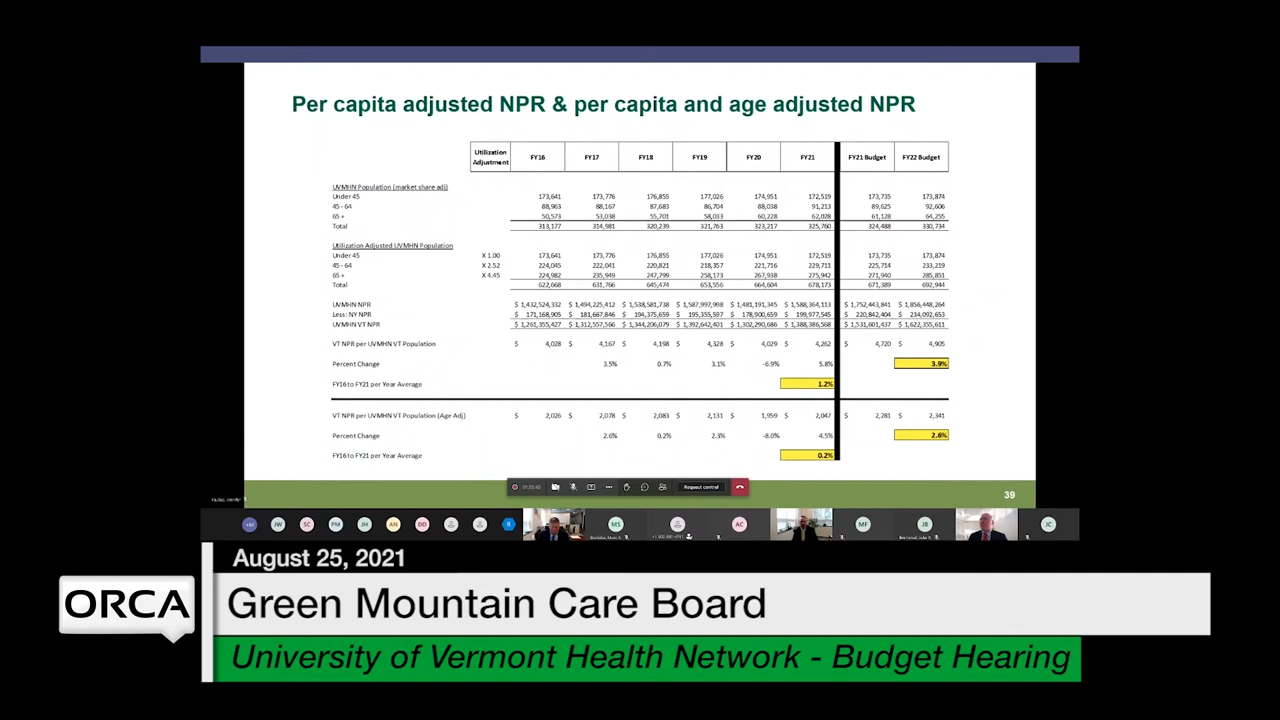 Per capita adjusted NPR & per capita and age adjusted NPR
Utilization Adjustment FY16 FY17 FY18 FY19 FY20 FY21 FY21 Budget FY22 Budget
UVMHN Population (market share adj)
Under 45 173,641 173,776 176,855 177,026 174,951 172,519 173,735 173,874
45 - 64 88,963 88,167 87,683 86,704 88,038 91,213 89,625 92,606
65 + 50,573 53,038 55,701 58,033 60,228 62,028 61,128 64,255
Total 313,177 314,981 320,239 321,763 323,217 325,760 324,488 330,734
Utilization Adjusted UVMHN Population
Under 45 X 1.00 173,641 173,776 176,855 177,026 174,951 172,519 173,735 173,874
45 - 64 X 2.52 224,045 222,041 220,821 218,357 221,716 229,711 225,714 233,219
65 + X 4.45 224,982 235,949 247,799 258,173 267,938 275,942 271,940 285,851
Total 622,668 631,766 645,474 653,556 664,604 678,173 671,389 692,944
UVMHN NPR $ 1,432,524,332 $ 1,494,225,412 $ 1,538,581,738 $ 1,587,997,998 $ 1,481,191,345 $ 1,588,364,113 $ 1,752,443,841 $ 1,856,448,264
Less: NY NPR 171,168,905 181,667,846 194,375,659 195,355,597 178,900,659 199,977,545 220,842,404 234,092,653
UVMHN VT NPR $ 1,261,355,427 $ 1,312,557,566 $ 1,344,206,079 $ 1,392,642,401 $ 1,302,290,686 $ 1,388,386,568 $ 1,531,601,437 $ 1,622,355,611
VT NPR per UVMHN VT Population $ 4,028 $ 4,167 $ 4,198 $ 4,328 $ 4,029 $ 4,262 $ 4,720 $ 4,905
Percent Change 3.5% 0.7% 3.1% -6.9% 5.8% 3.9%
FY16 to FY21 per Year Average 1.2%
VT NPR per UVMHN VT Population (Age Adj) $ 2,026 $ 2,078 $ 2,083 $ 2,131 $ 1,959 $ 2,047 $ 2,281 $ 2,341
Percent Change 2.6% 0.2% 2.3% -8.0% 4.5% 2.6%
FY16 to FY21 per Year Average 0.2%
Request control
39
JW SC PM JH AN DD B MS AC MF JB JC
August 25, 2021
ORCA
Green Mountain Care Board
University of Vermont Health Network - Budget Hearing